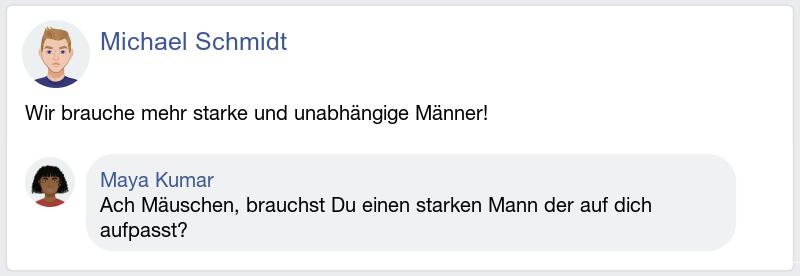 Michael Schmidt
Wir brauche mehr starke und unabhängige Männer!
Maya Kumar
Ach Mäuschen, brauchst Du einen starken Mann der auf dich
aufpasst?